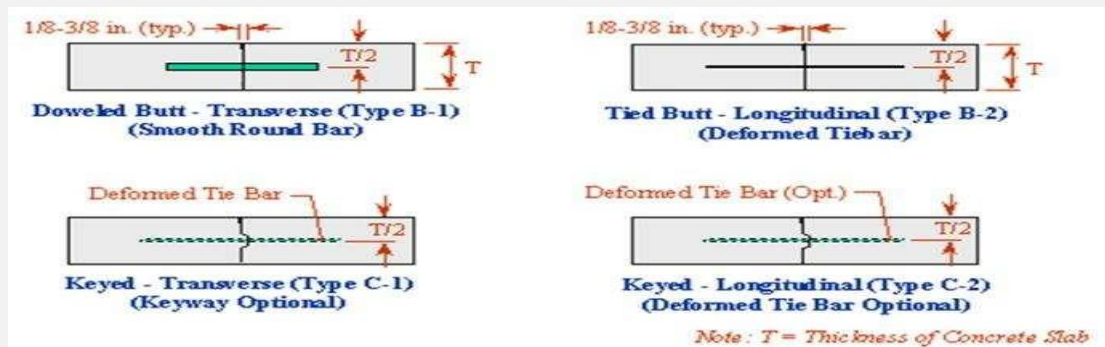 1/8-3/8 in. (typ.)
T/2
T
Doweled Butt - Transverse (Type B-1)
(Smooth Round Bar)
1/8-3/8 in. (typ.)
T/2
T
Tied Butt - Longitudinal (Type B-2)
(Deformed Tiebar)
Deformed Tie Bar
T/2
Keyed - Transverse (Type C-1)
(Keyway Optional)
Deformed Tie Bar (Opt.)
T/2
Keyed - Longitudinal (Type C-2)
(Deformed Tie Bar Optional)
Note : T = Thickness of Concrete Slab